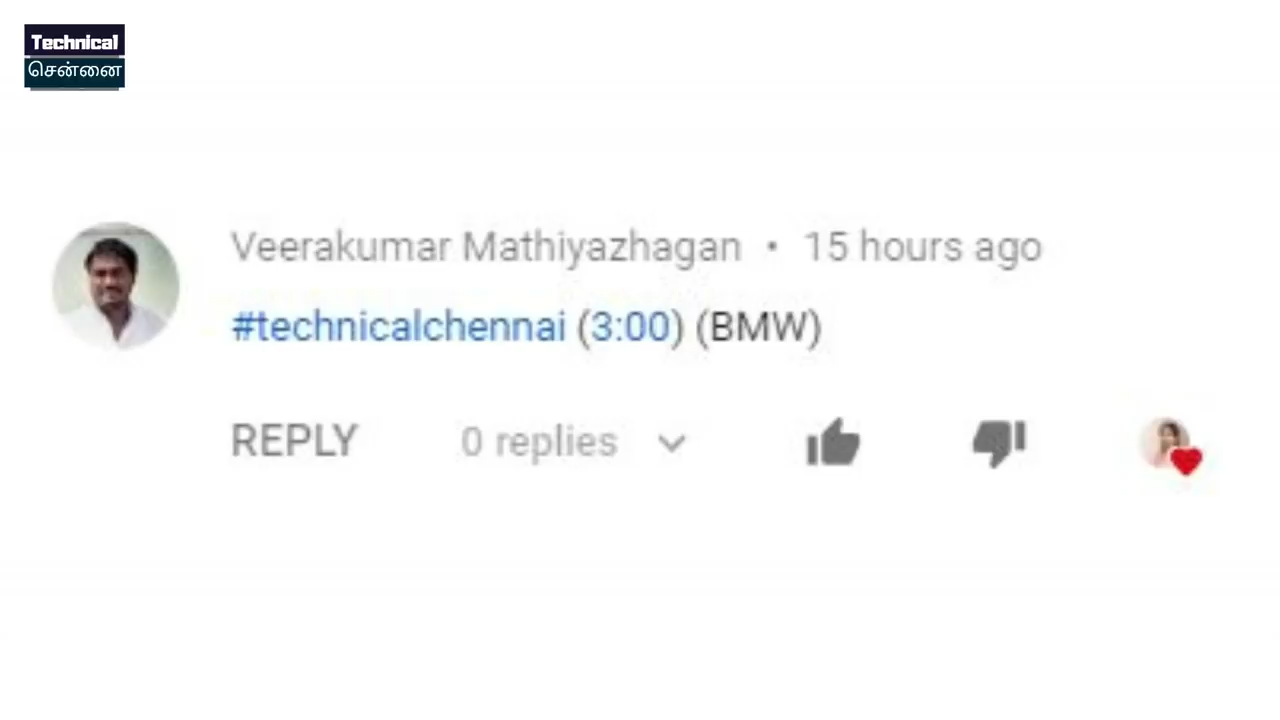 Technical
சென்னை
Veerakumar Mathiyazhagan • 15 hours ago
#technicalchennai (3:00) (BMW)
REPLY 0 replies